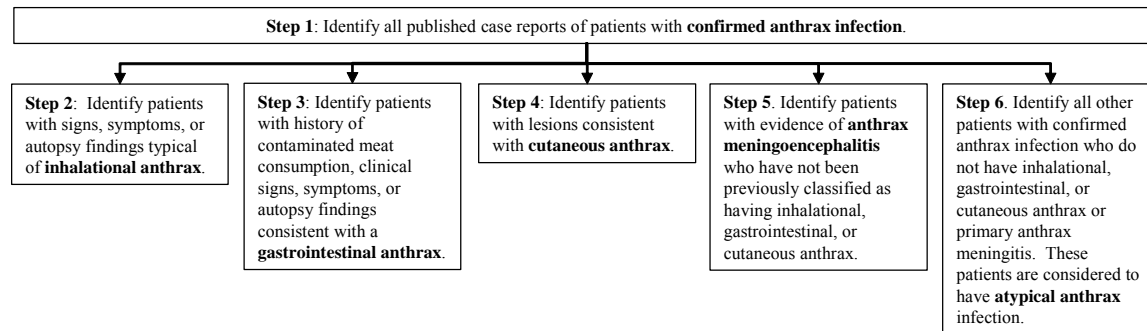 Step 1: Identify all published case reports of patients with confirmed anthrax infection.
Step 2: Identify patients
with signs, symptoms, or
autopsy findings typical
of inhalational anthrax.
Step 3: Identify patients
with history of
contaminated meat
consumption, clinical
signs, symptoms, or
autopsy findings
consistent with a
gastrointestinal anthrax.
Step 4: Identify patients
with lesions consistent
with cutaneous anthrax.
Step 5. Identify patients
with evidence of anthrax
meningoencephalitis
who have not been
previously classified as
having inhalational,
gastrointestinal, or
cutaneous anthrax.
Step 6. Identify all other
patients with confirmed
anthrax infection who do
not have inhalational,
gastrointestinal, or
cutaneous anthrax or
primary anthrax
meningitis. These
patients are considered to
have atypical anthrax
infection.